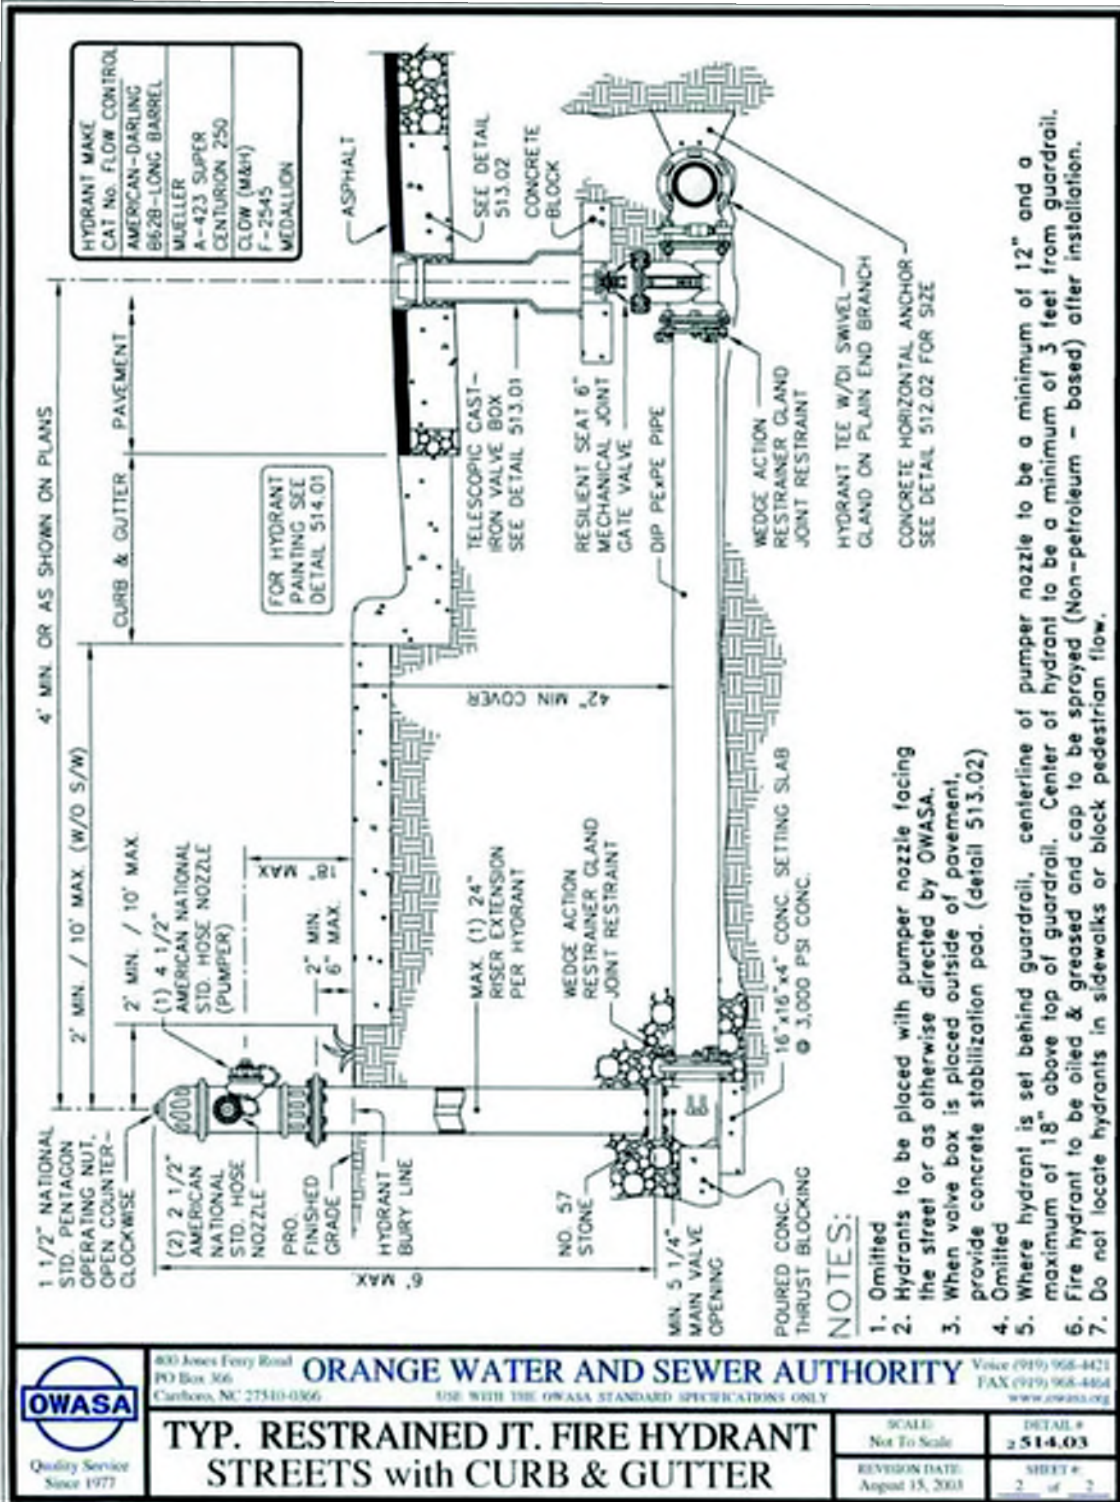 HYDRANT MAKE
CAT No. FLOW CONTROL
AMERICAN-DARLING
B62B-LONG BARREL
MUELLER
A-423 SUPER
CENTURION 250
CLOW (M&H)
F-2545
MEDALLION
4' MIN. OR AS SHOWN ON PLANS
2' MIN. / 10' MAX. (W/O S/W)
CURB & GUTTER
PAVEMENT
2' MIN. / 10' MAX.
1 1/2" NATIONAL
STD. PENTAGON
OPERATING NUT,
OPEN COUNTER-
CLOCKWISE
(1) 4 1/2"
AMERICAN NATIONAL
STD. HOSE NOZZLE
(PUMPER)
18" MAX
FOR HYDRANT
PAINTING SEE
DETAIL 514.01
ASPHALT
(2) 2 1/2"
AMERICAN
NATIONAL
STD. HOSE
NOZZLE
2" MIN.
6" MAX.
PRO.
FINISHED
GRADE
HYDRANT
BURY LINE
6' MAX.
MAX. (1) 24"
RISER EXTENSION
PER HYDRANT
42" MIN COVER
TELESCOPIC CAST-
IRON VALVE BOX
SEE DETAIL 513.01
SEE DETAIL
513.02
CONCRETE
BLOCK
NO. 57
STONE
WEDGE ACTION
RESTRAINER GLAND
JOINT RESTRAINT
RESILIENT SEAT 6"
MECHANICAL JOINT
GATE VALVE
DIP PExPE PIPE
MIN. 5 1/4"
MAIN VALVE
OPENING
WEDGE ACTION
RESTRAINER GLAND
JOINT RESTRAINT
POURED CONC.
THRUST BLOCKING
16"x16"x4" CONC. SETTING SLAB
@ 3,000 PSI CONC.
HYDRANT TEE W/DI SWIVEL
GLAND ON PLAIN END BRANCH
CONCRETE HORIZONTAL ANCHOR
SEE DETAIL 512.02 FOR SIZE
NOTES:
1. Omitted
2. Hydrants to be placed with pumper nozzle facing
the street or as otherwise directed by OWASA.
3. When valve box is placed outside of pavement,
provide concrete stabilization pad. (detail 513.02)
4. Omitted
5. Where hydrant is set behind guardrail, centerline of pumper nozzle to be a minimum of 12" and a
maximum of 18" above top of guardrail. Center of hydrant to be a minimum of 3 feet from guardrail.
6. Fire hydrant to be oiled & greased and cap to be sprayed (Non-petroleum - based) after installation.
7. Do not locate hydrants in sidewalks or block pedestrian flow.
OWASA
Quality Service
Since 1977
400 Jones Ferry Road
PO Box 366
Carrboro, NC 27510-0366
ORANGE WATER AND SEWER AUTHORITY
USE WITH THE OWASA STANDARD SPECIFICATIONS ONLY
Voice (919) 968-4421
FAX (919) 968-4464
www.owasa.org
TYP. RESTRAINED JT. FIRE HYDRANT
STREETS with CURB & GUTTER
SCALE:
Not To Scale
DETAIL #
514.03
REVISION DATE:
August 15, 2003
SHEET #:
2 of 2